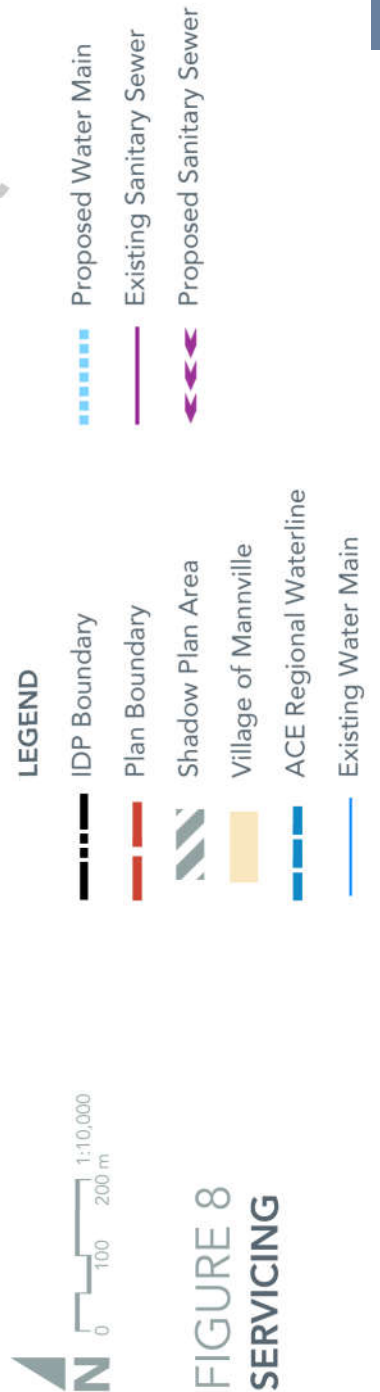 N
0 100 200 m
1:10,000
FIGURE 8
SERVICING
LEGEND
IDP Boundary
Plan Boundary
Shadow Plan Area
Village of Mannville
ACE Regional Waterline
Existing Water Main
Proposed Water Main
Existing Sanitary Sewer
Proposed Sanitary Sewer